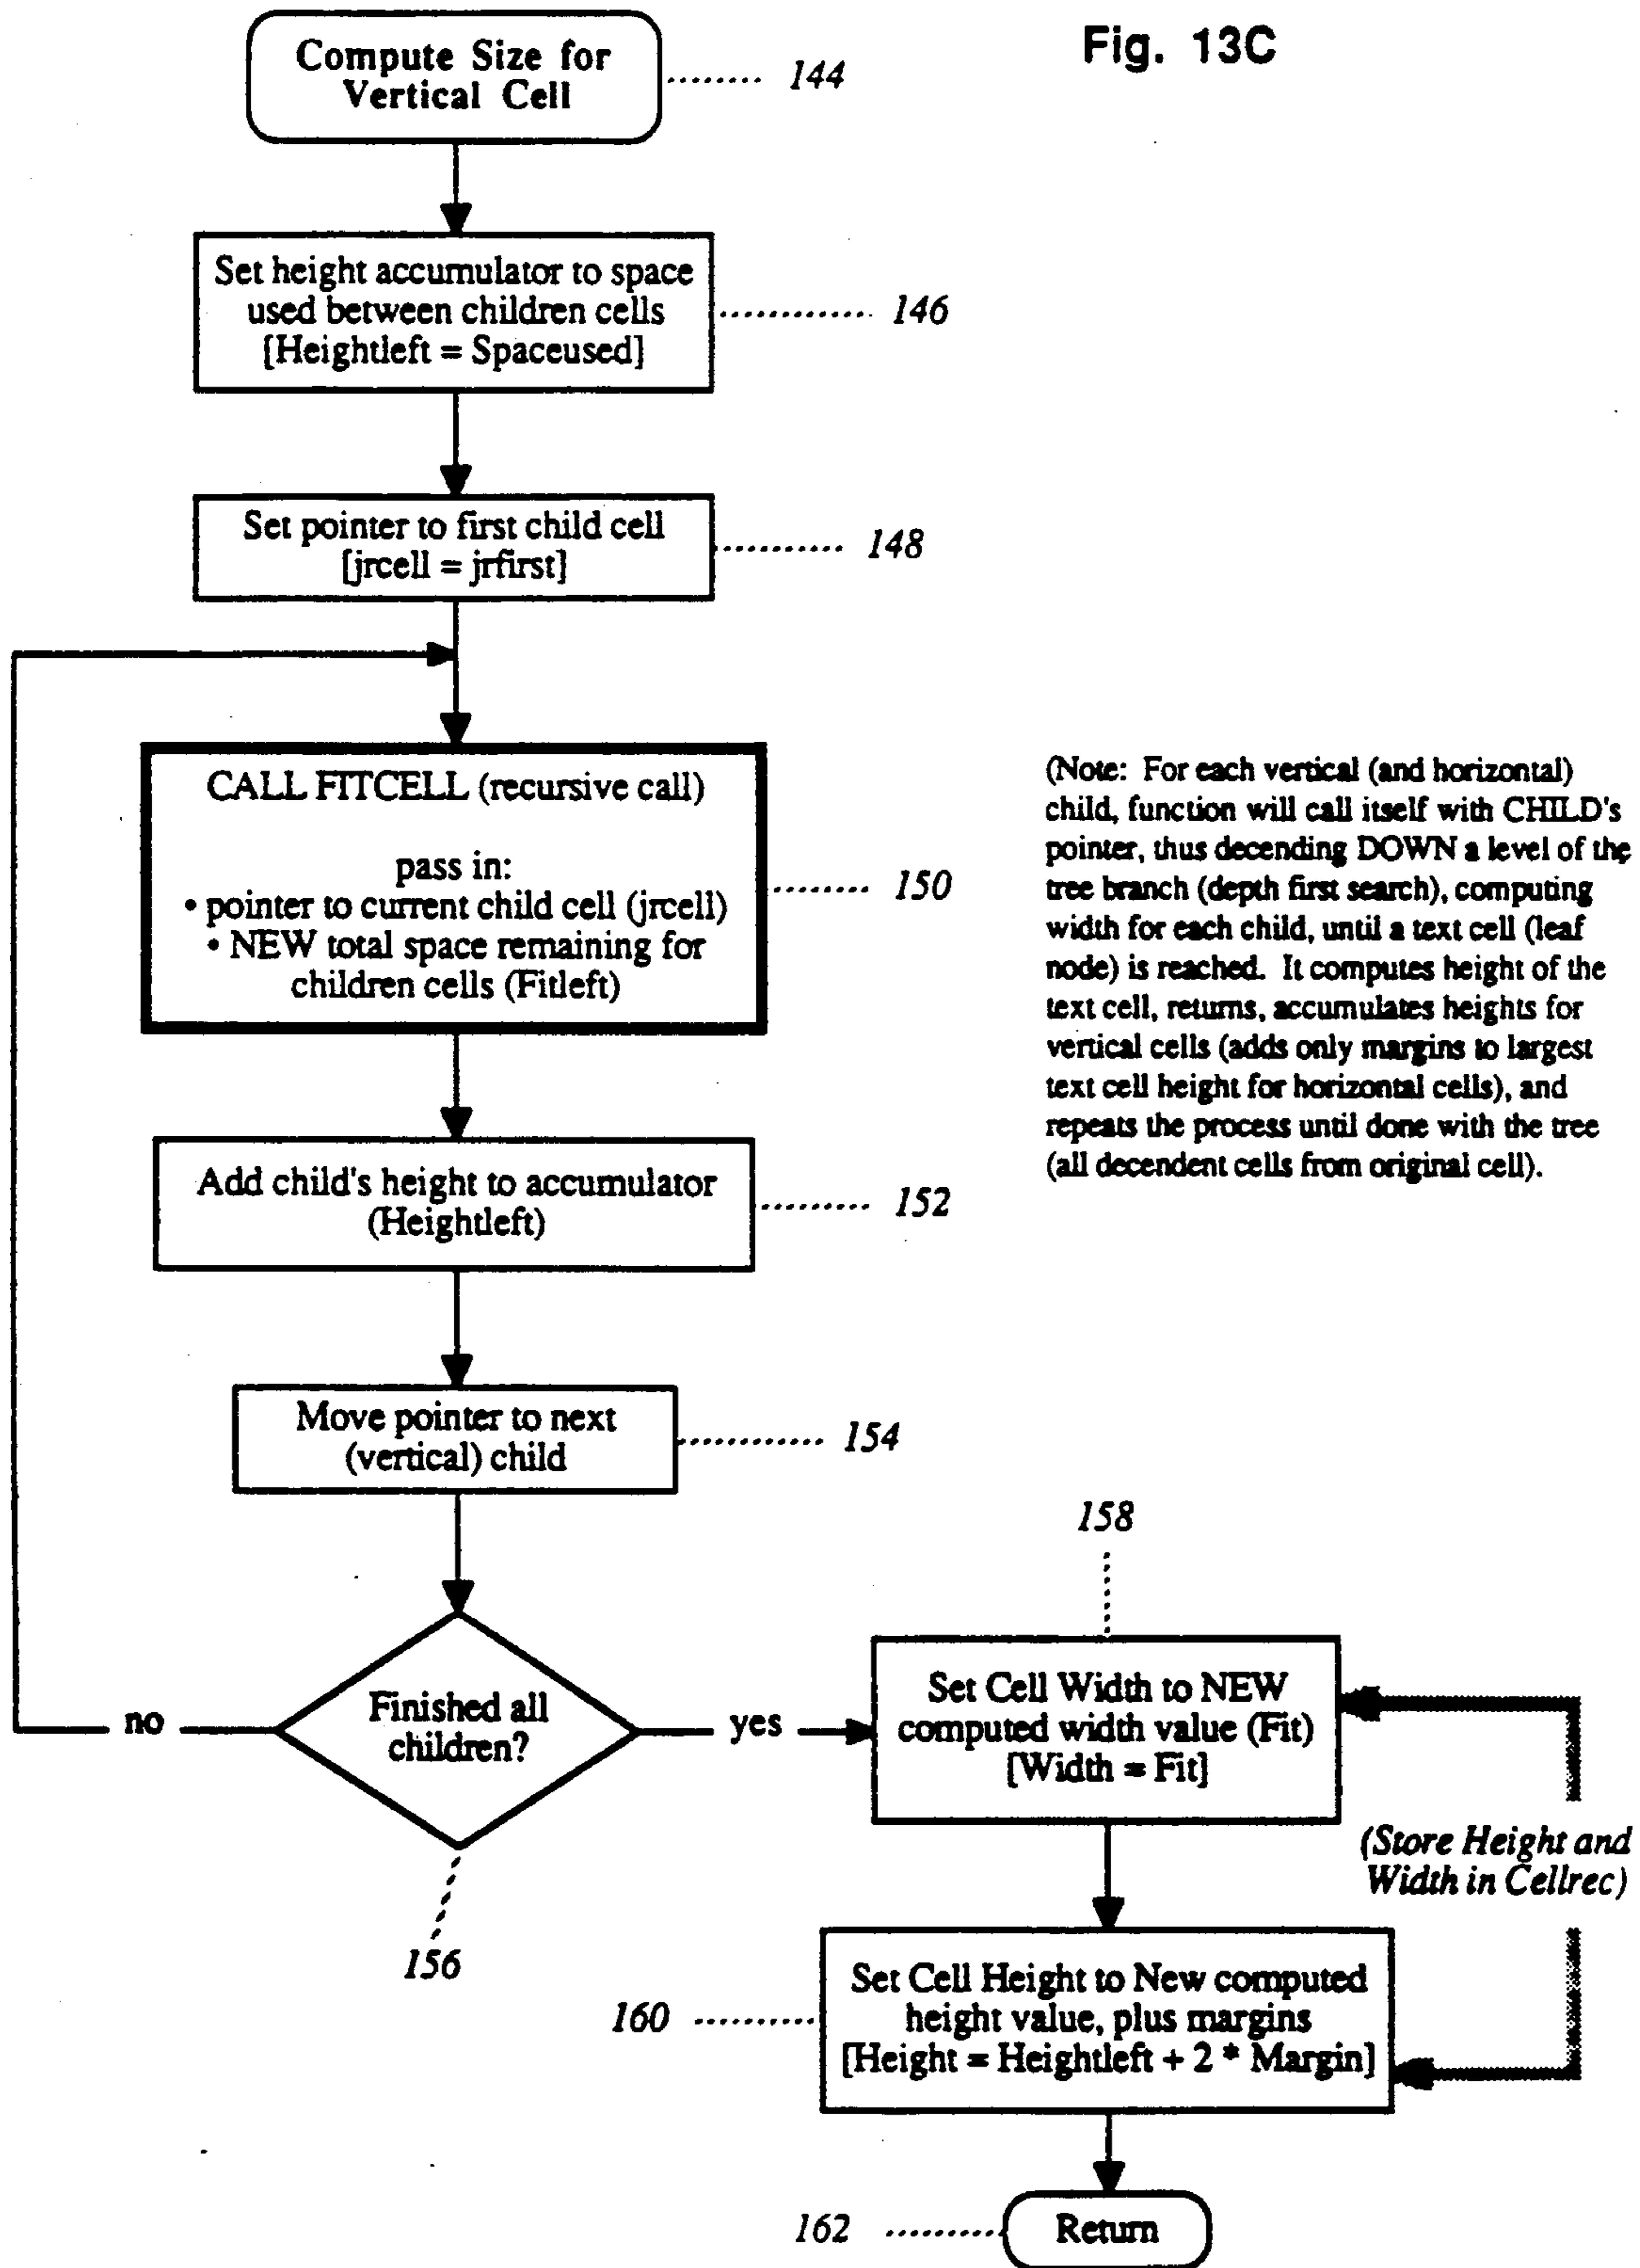 Fig. 13C
Compute Size for
Vertical Cell
144
Set height accumulator to space
used between children cells
[Heightleft = Spaceused]
146
Set pointer to first child cell
[jrcell = jrfirst]
148
CALL FITCELL (recursive call)
pass in:
• pointer to current child cell (jrcell)
• NEW total space remaining for
children cells (Fitleft)
150
(Note: For each vertical (and horizontal)
child, function will call itself with CHILD's
pointer, thus decending DOWN a level of the
tree branch (depth first search), computing
width for each child, until a text cell (leaf
node) is reached. It computes height of the
text cell, returns, accumulates heights for
vertical cells (adds only margins to largest
text cell height for horizontal cells), and
repeats the process until done with the tree
(all decendent cells from original cell).
Add child's height to accumulator
(Heightleft)
152
Move pointer to next
(vertical) child
154
Finished all
children?
156
no
yes
158
Set Cell Width to NEW
computed width value (Fit)
[Width = Fit]
(Store Height and
Width in Cellrec)
160
Set Cell Height to New computed
height value, plus margins
[Height = Heightleft + 2 * Margin]
162
Return